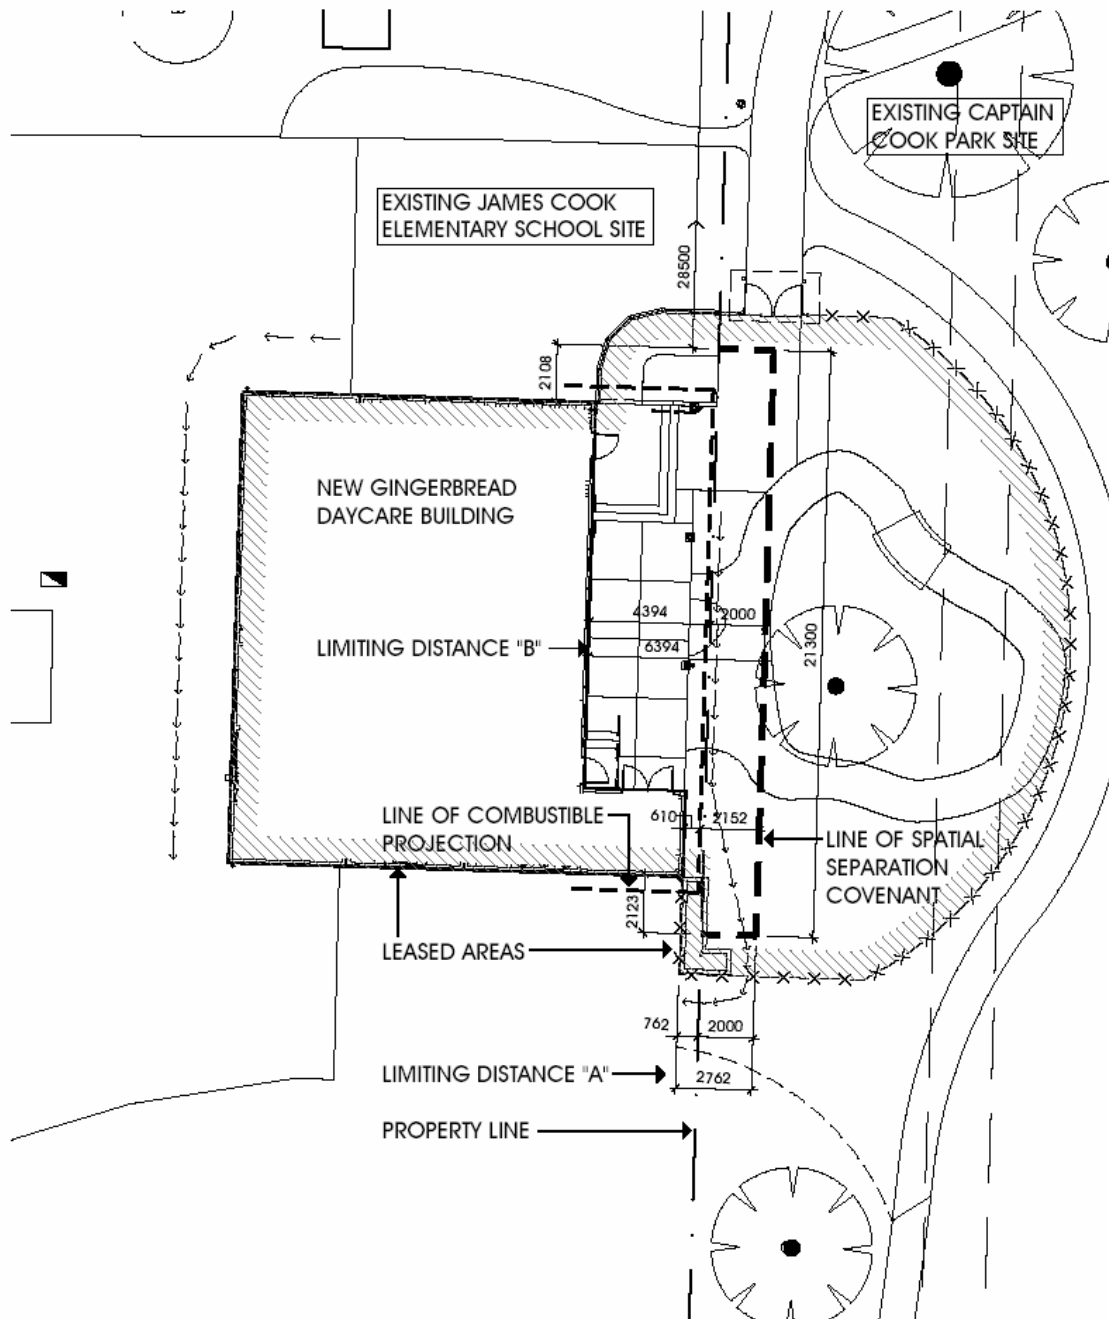 EXISTING CAPTAIN
COOK PARK SITE
EXISTING JAMES COOK
ELEMENTARY SCHOOL SITE
28500
2108
NEW GINGERBREAD
DAYCARE BUILDING
4394
2000
21300
LIMITING DISTANCE "B"
6394
LINE OF COMBUSTIBLE
PROJECTION
610
2152
LINE OF SPATIAL
SEPARATION
COVENANT
2123
LEASED AREAS
762
2000
LIMITING DISTANCE "A"
2762
PROPERTY LINE